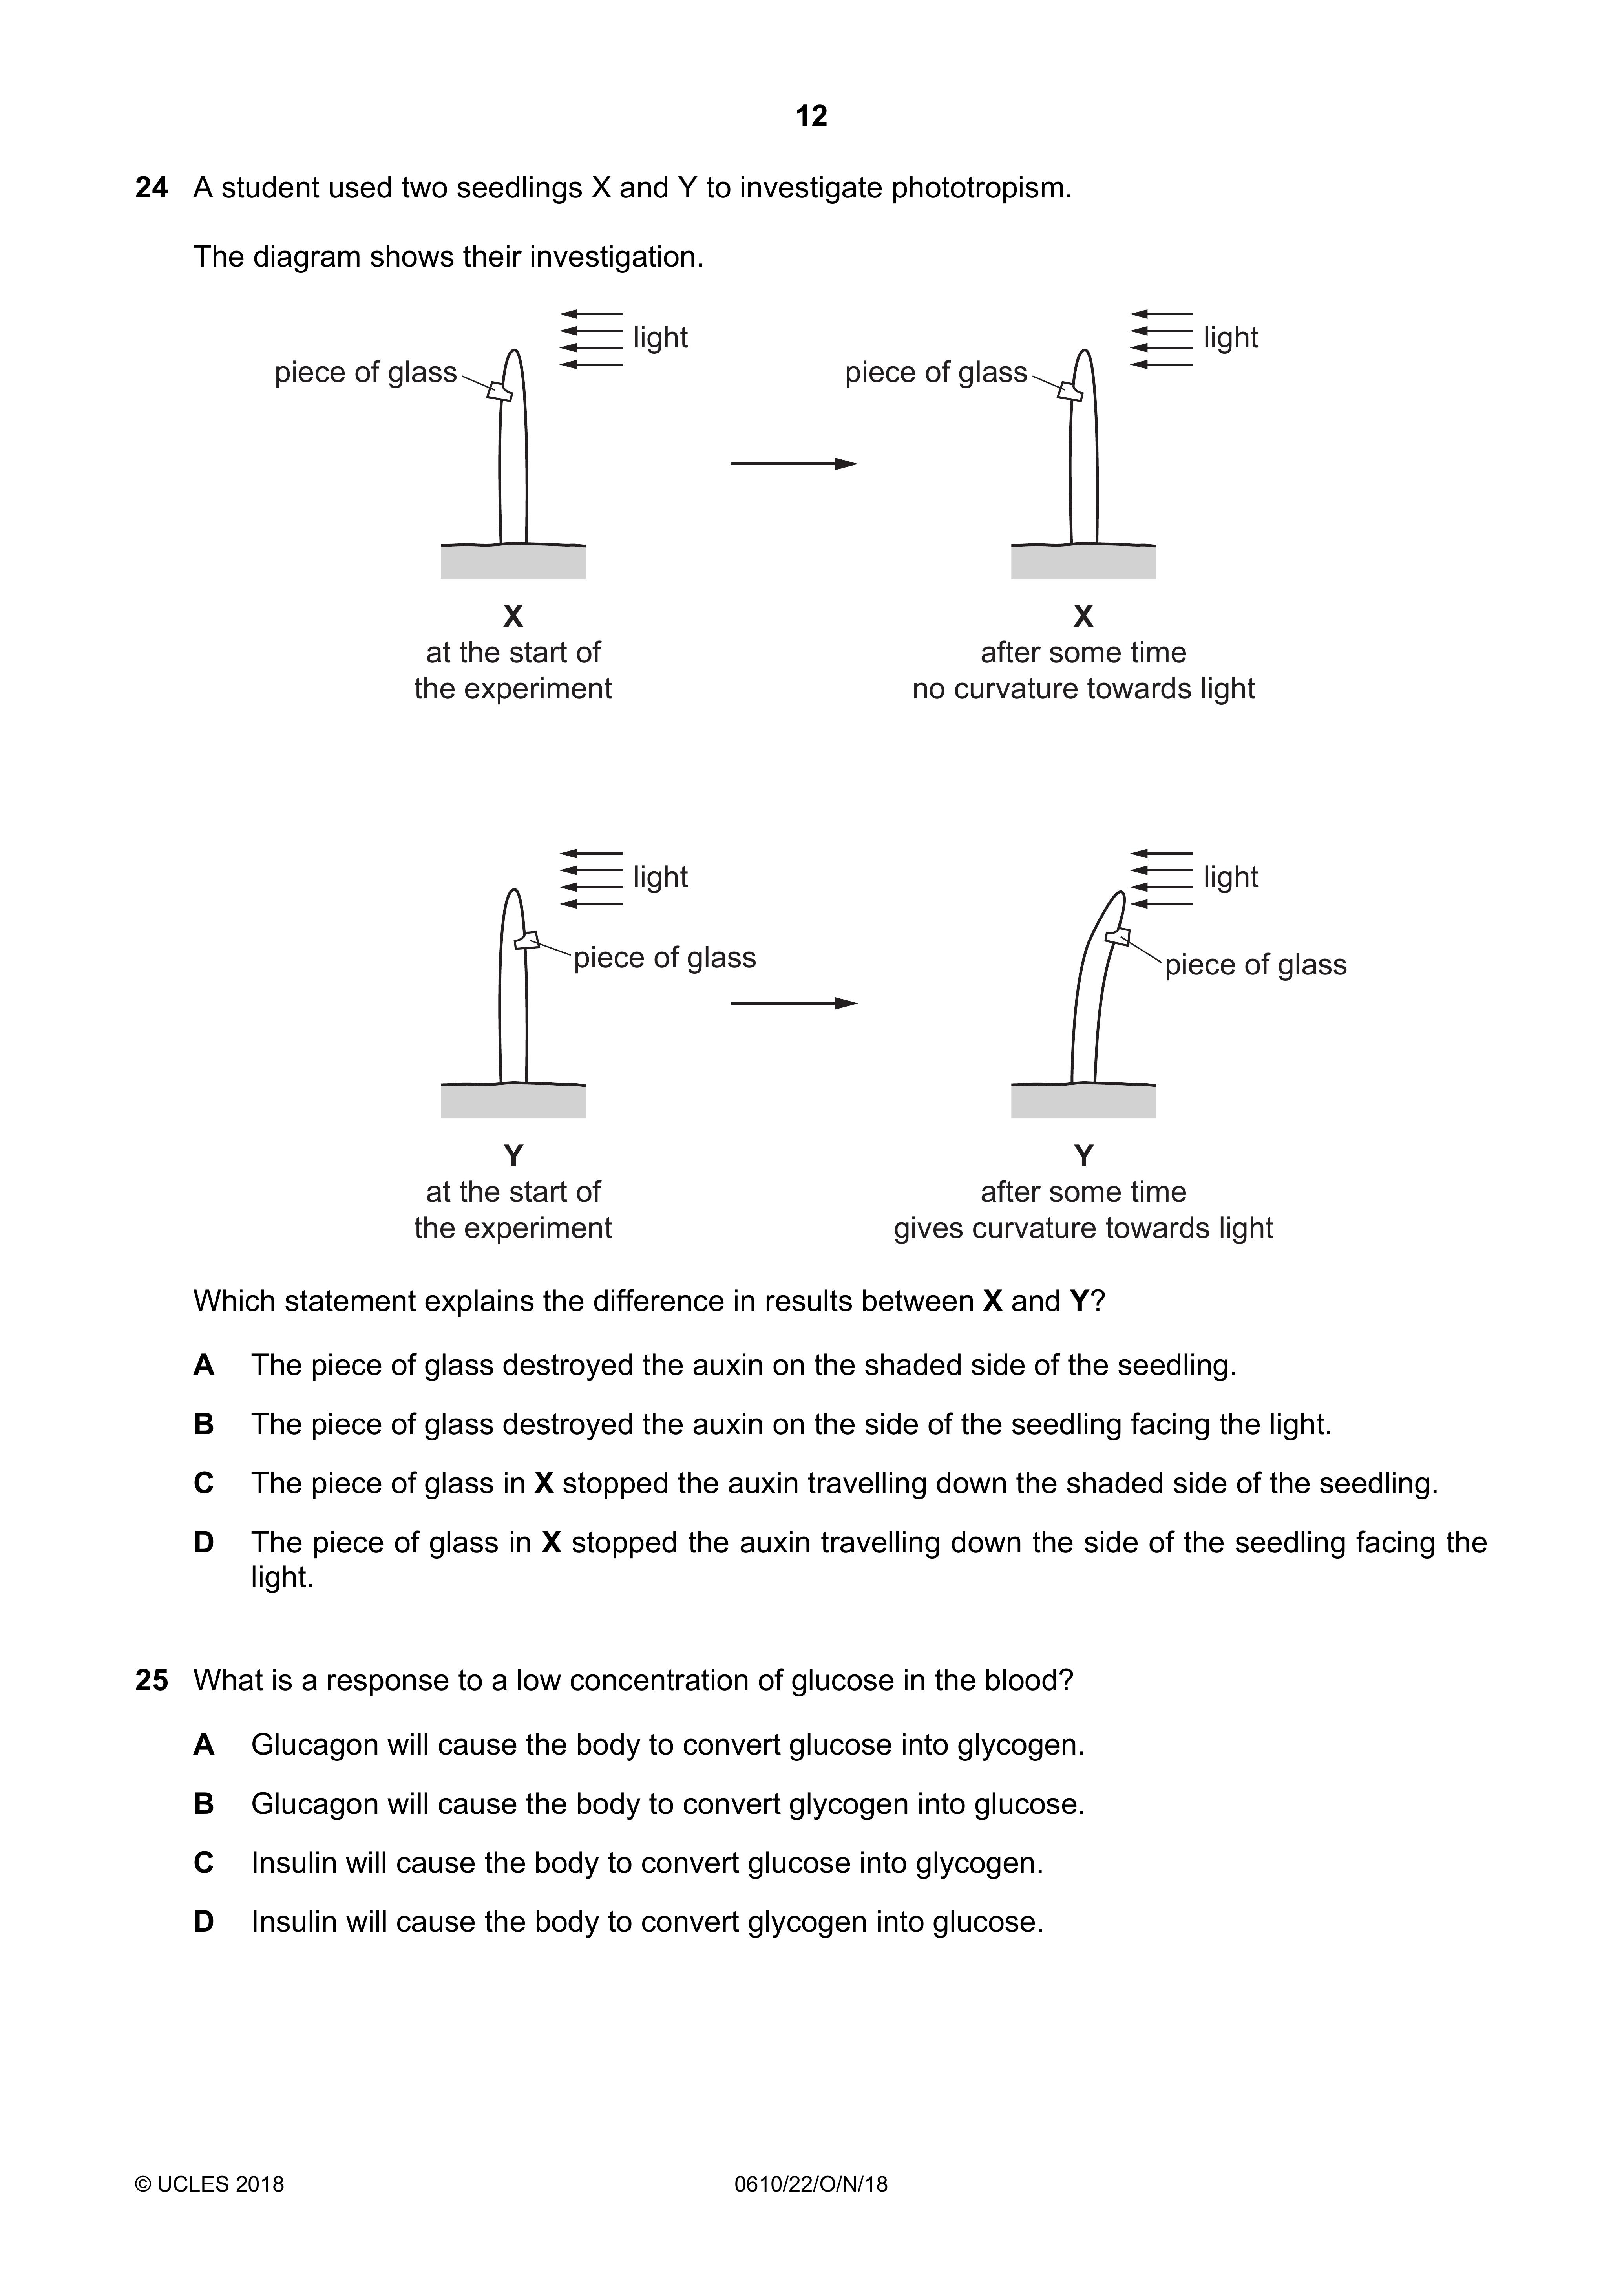 12
24 A student used two seedlings X and Y to investigate phototropism.
The diagram shows their investigation.
light
piece of glass
light
piece of glass
X
at the start of
the experiment
X
after some time
no curvature towards light
light
piece of glass
light
piece of glass
Y
at the start of
the experiment
Y
after some time
gives curvature towards light
Which statement explains the difference in results between X and Y?
A The piece of glass destroyed the auxin on the shaded side of the seedling.
B The piece of glass destroyed the auxin on the side of the seedling facing the light.
C The piece of glass in X stopped the auxin travelling down the shaded side of the seedling.
D The piece of glass in X stopped the auxin travelling down the side of the seedling facing the
light.
25 What is a response to a low concentration of glucose in the blood?
A Glucagon will cause the body to convert glucose into glycogen.
B Glucagon will cause the body to convert glycogen into glucose.
C Insulin will cause the body to convert glucose into glycogen.
D Insulin will cause the body to convert glycogen into glucose.
© UCLES 2018 0610/22/O/N/18